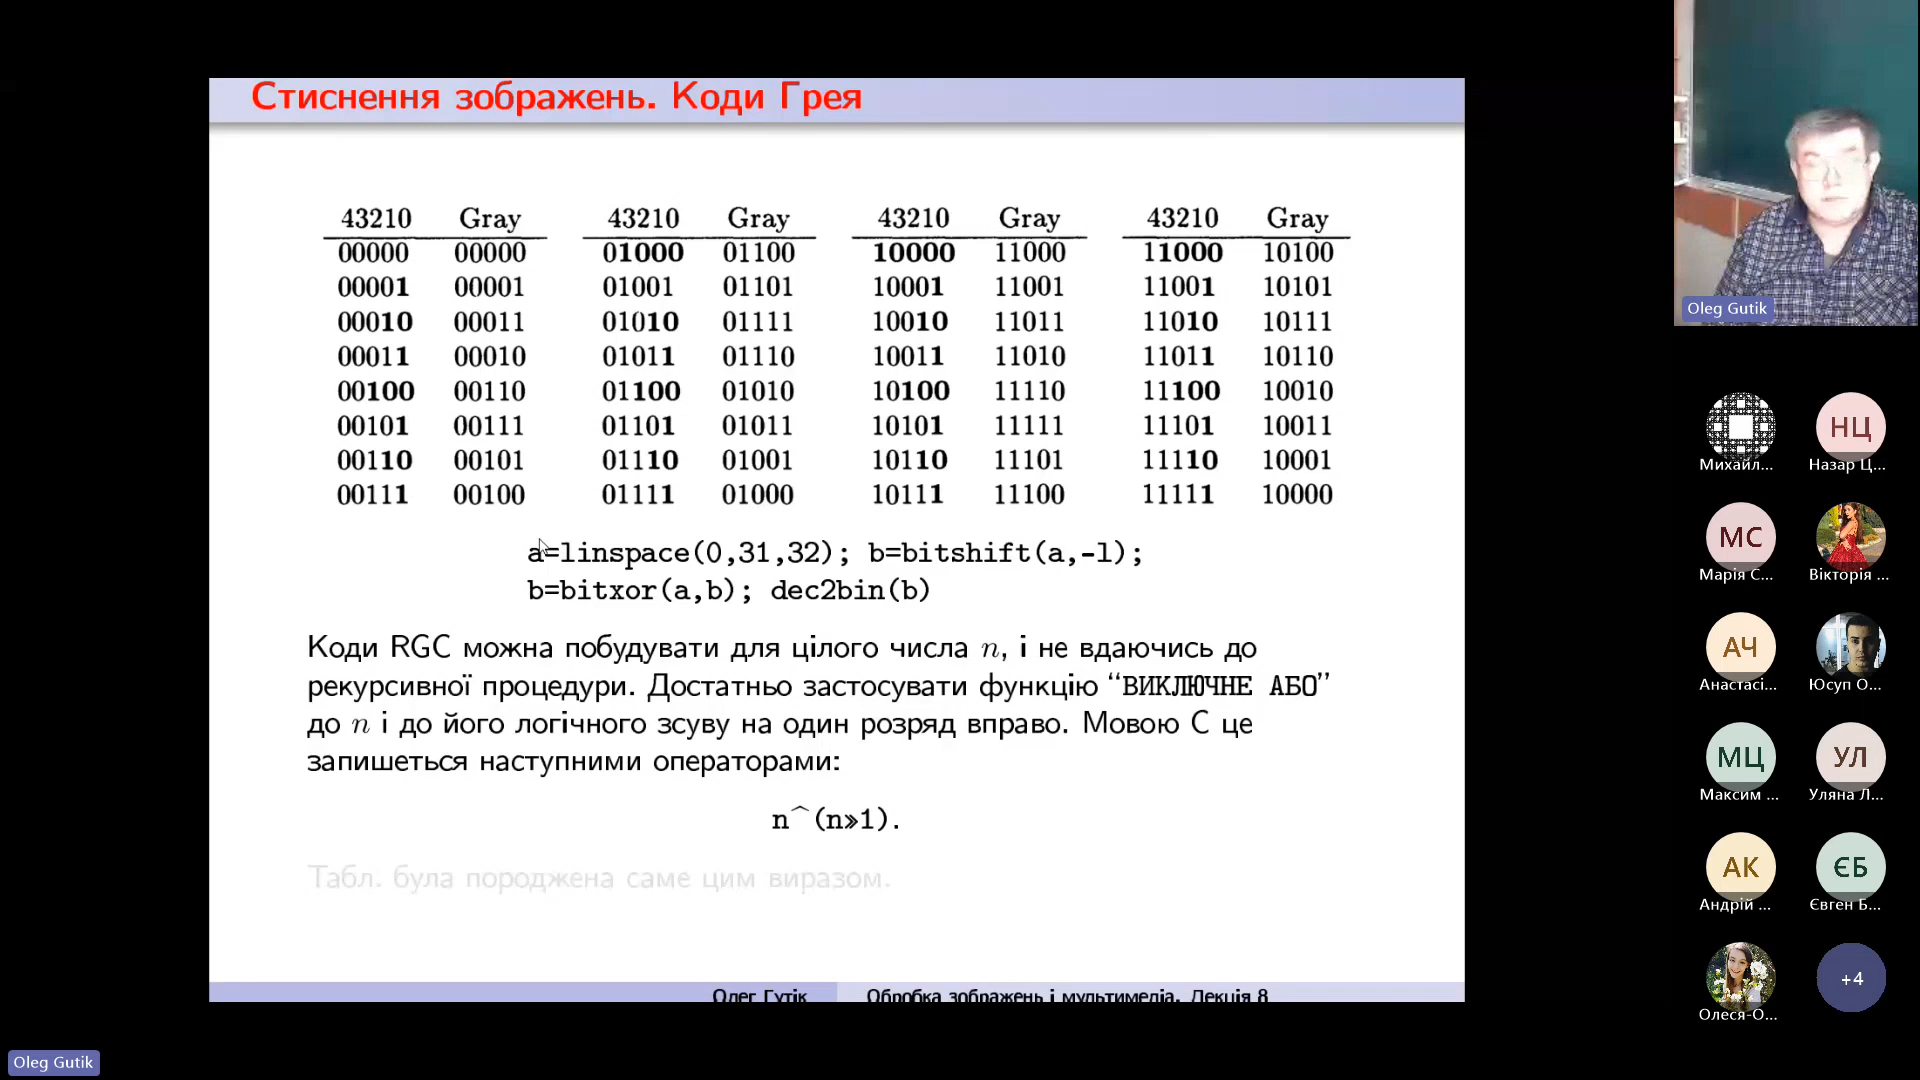 Стиснення зображень. Коди Грея
43210 Gray 43210 Gray 43210 Gray 43210 Gray
00000 00000 01000 01100 10000 11000 11000 10100
00001 00001 01001 01101 10001 11001 11001 10101
00010 00011 01010 01111 10010 11011 11010 10111
00011 00010 01011 01110 10011 11010 11011 10110
00100 00110 01100 01010 10100 11110 11100 10010
00101 00111 01101 01011 10101 11111 11101 10011
00110 00101 01110 01001 10110 11101 11110 10001
00111 00100 01111 01000 10111 11100 11111 10000
a=linspace(0,31,32); b=bitshift(a,-1);
b=bitxor(a,b); dec2bin(b)
Коди RGC можна побудувати для цілого числа n, і не вдаючись до
рекурсивної процедури. Достатньо застосувати функцію “ВИКЛЮЧНЕ АБО”
до n і до його логічного зсуву на один розряд вправо. Мовою C це
запишеться наступними операторами:
n^(n»1).
Табл. була породжена саме цим виразом.
Олег Гутік Обробка зображень і мультимедіа. Лекція 8
Oleg Gutik
НЦ
Михайл... Назар Ц...
МС
Марія С... Вікторія ...
АЧ
Анастасі... Юсуп О...
МЦ УЛ
Максим ... Уляна Л...
АК ЄБ
Андрій ... Євген Б...
+4
Олеся-О...
Oleg Gutik